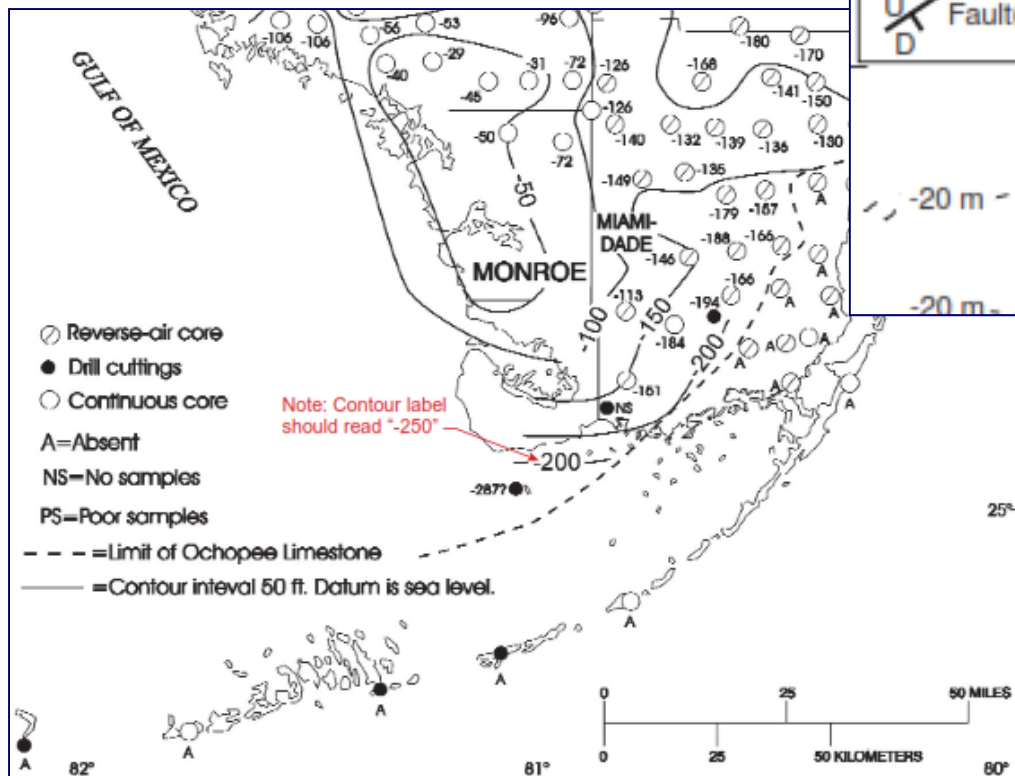 -106
-106
-56
-53
-96
-180
-170
U
D
Faulte
-40
-29
-45
-31
-72
-126
-168
-141
-150
GULF OF MEXICO
-50
-72
-126
-140
-132
-139
-136
-130
-50
-149
-135
-179
-157
A
-20 m
MIAMI-
DADE
-188
-166
-146
A
MONROE
-166
A
-20 m
-113
-194
-100
-150
-184
-200
A
A
A
-151
A
A
NS
Reverse-air core
Drill cuttings
Continuous core
A=Absent
NS=No samples
PS=Poor samples
=Limit of Ochopee Limestone
=Contour inteval 50 ft. Datum is sea level.
Note: Contour label
should read "-250"
-200
-287?
25°
A
A
A
A
A
0 25 50 MILES
0 25 50 KILOMETERS
82°
81°
80°